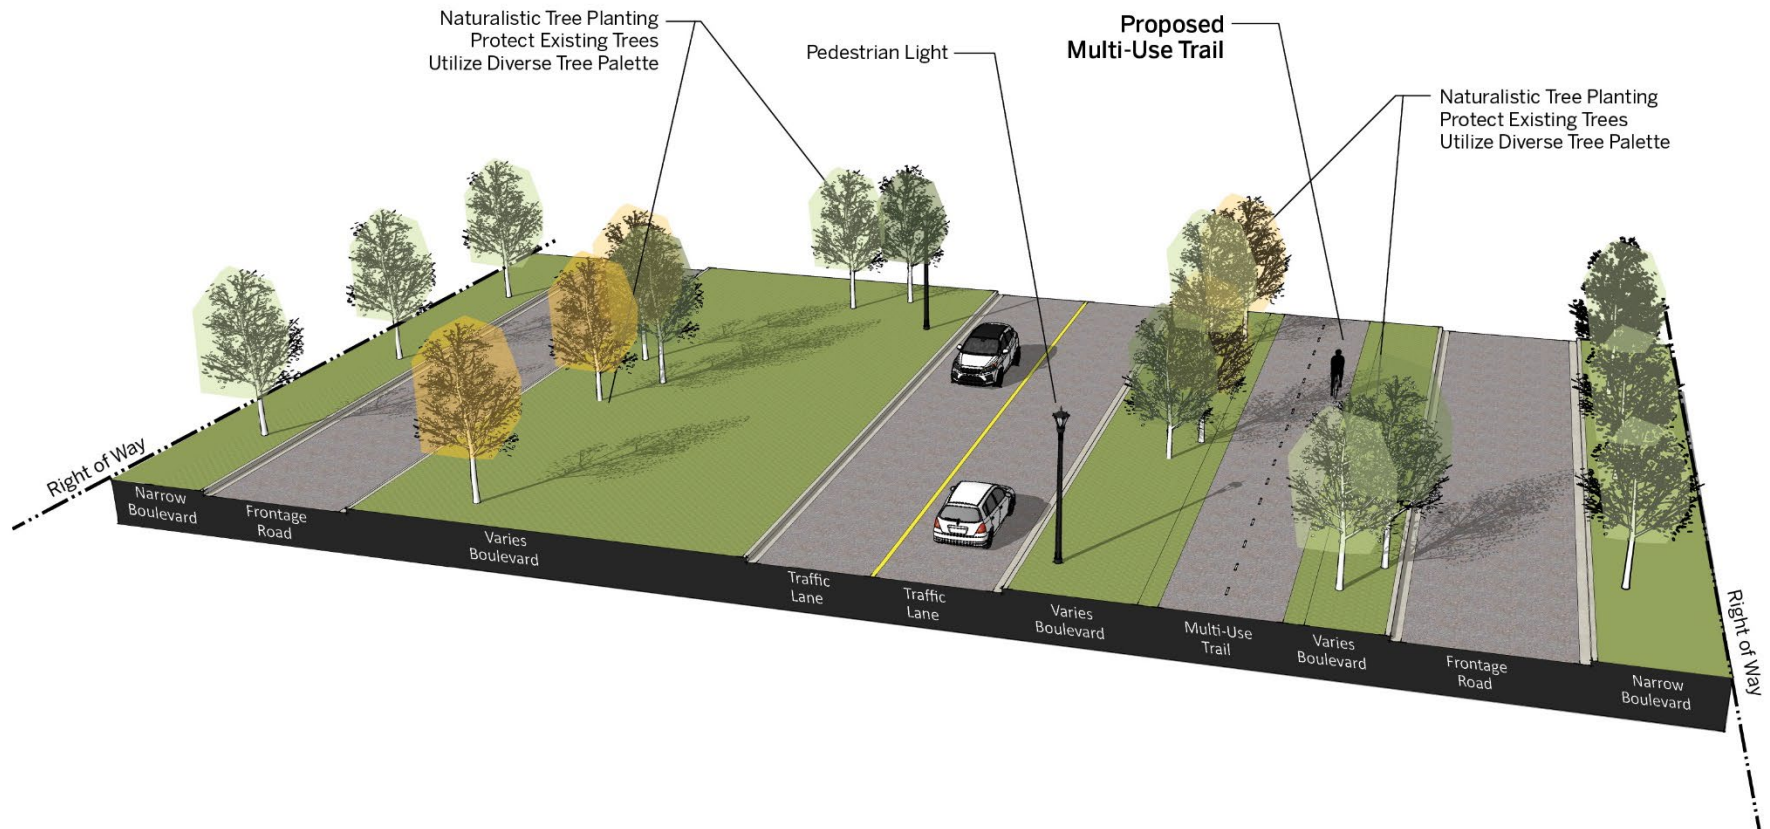 Naturalistic Tree Planting
Protect Existing Trees
Utilize Diverse Tree Palette
Pedestrian Light
Proposed
Multi-Use Trail
Naturalistic Tree Planting
Protect Existing Trees
Utilize Diverse Tree Palette
Right of Way
Narrow
Boulevard
Frontage
Road
Varies
Boulevard
Traffic
Lane
Traffic
Lane
Varies
Boulevard
Multi-Use
Trail
Varies
Boulevard
Frontage
Road
Narrow
Boulevard
Right of Way